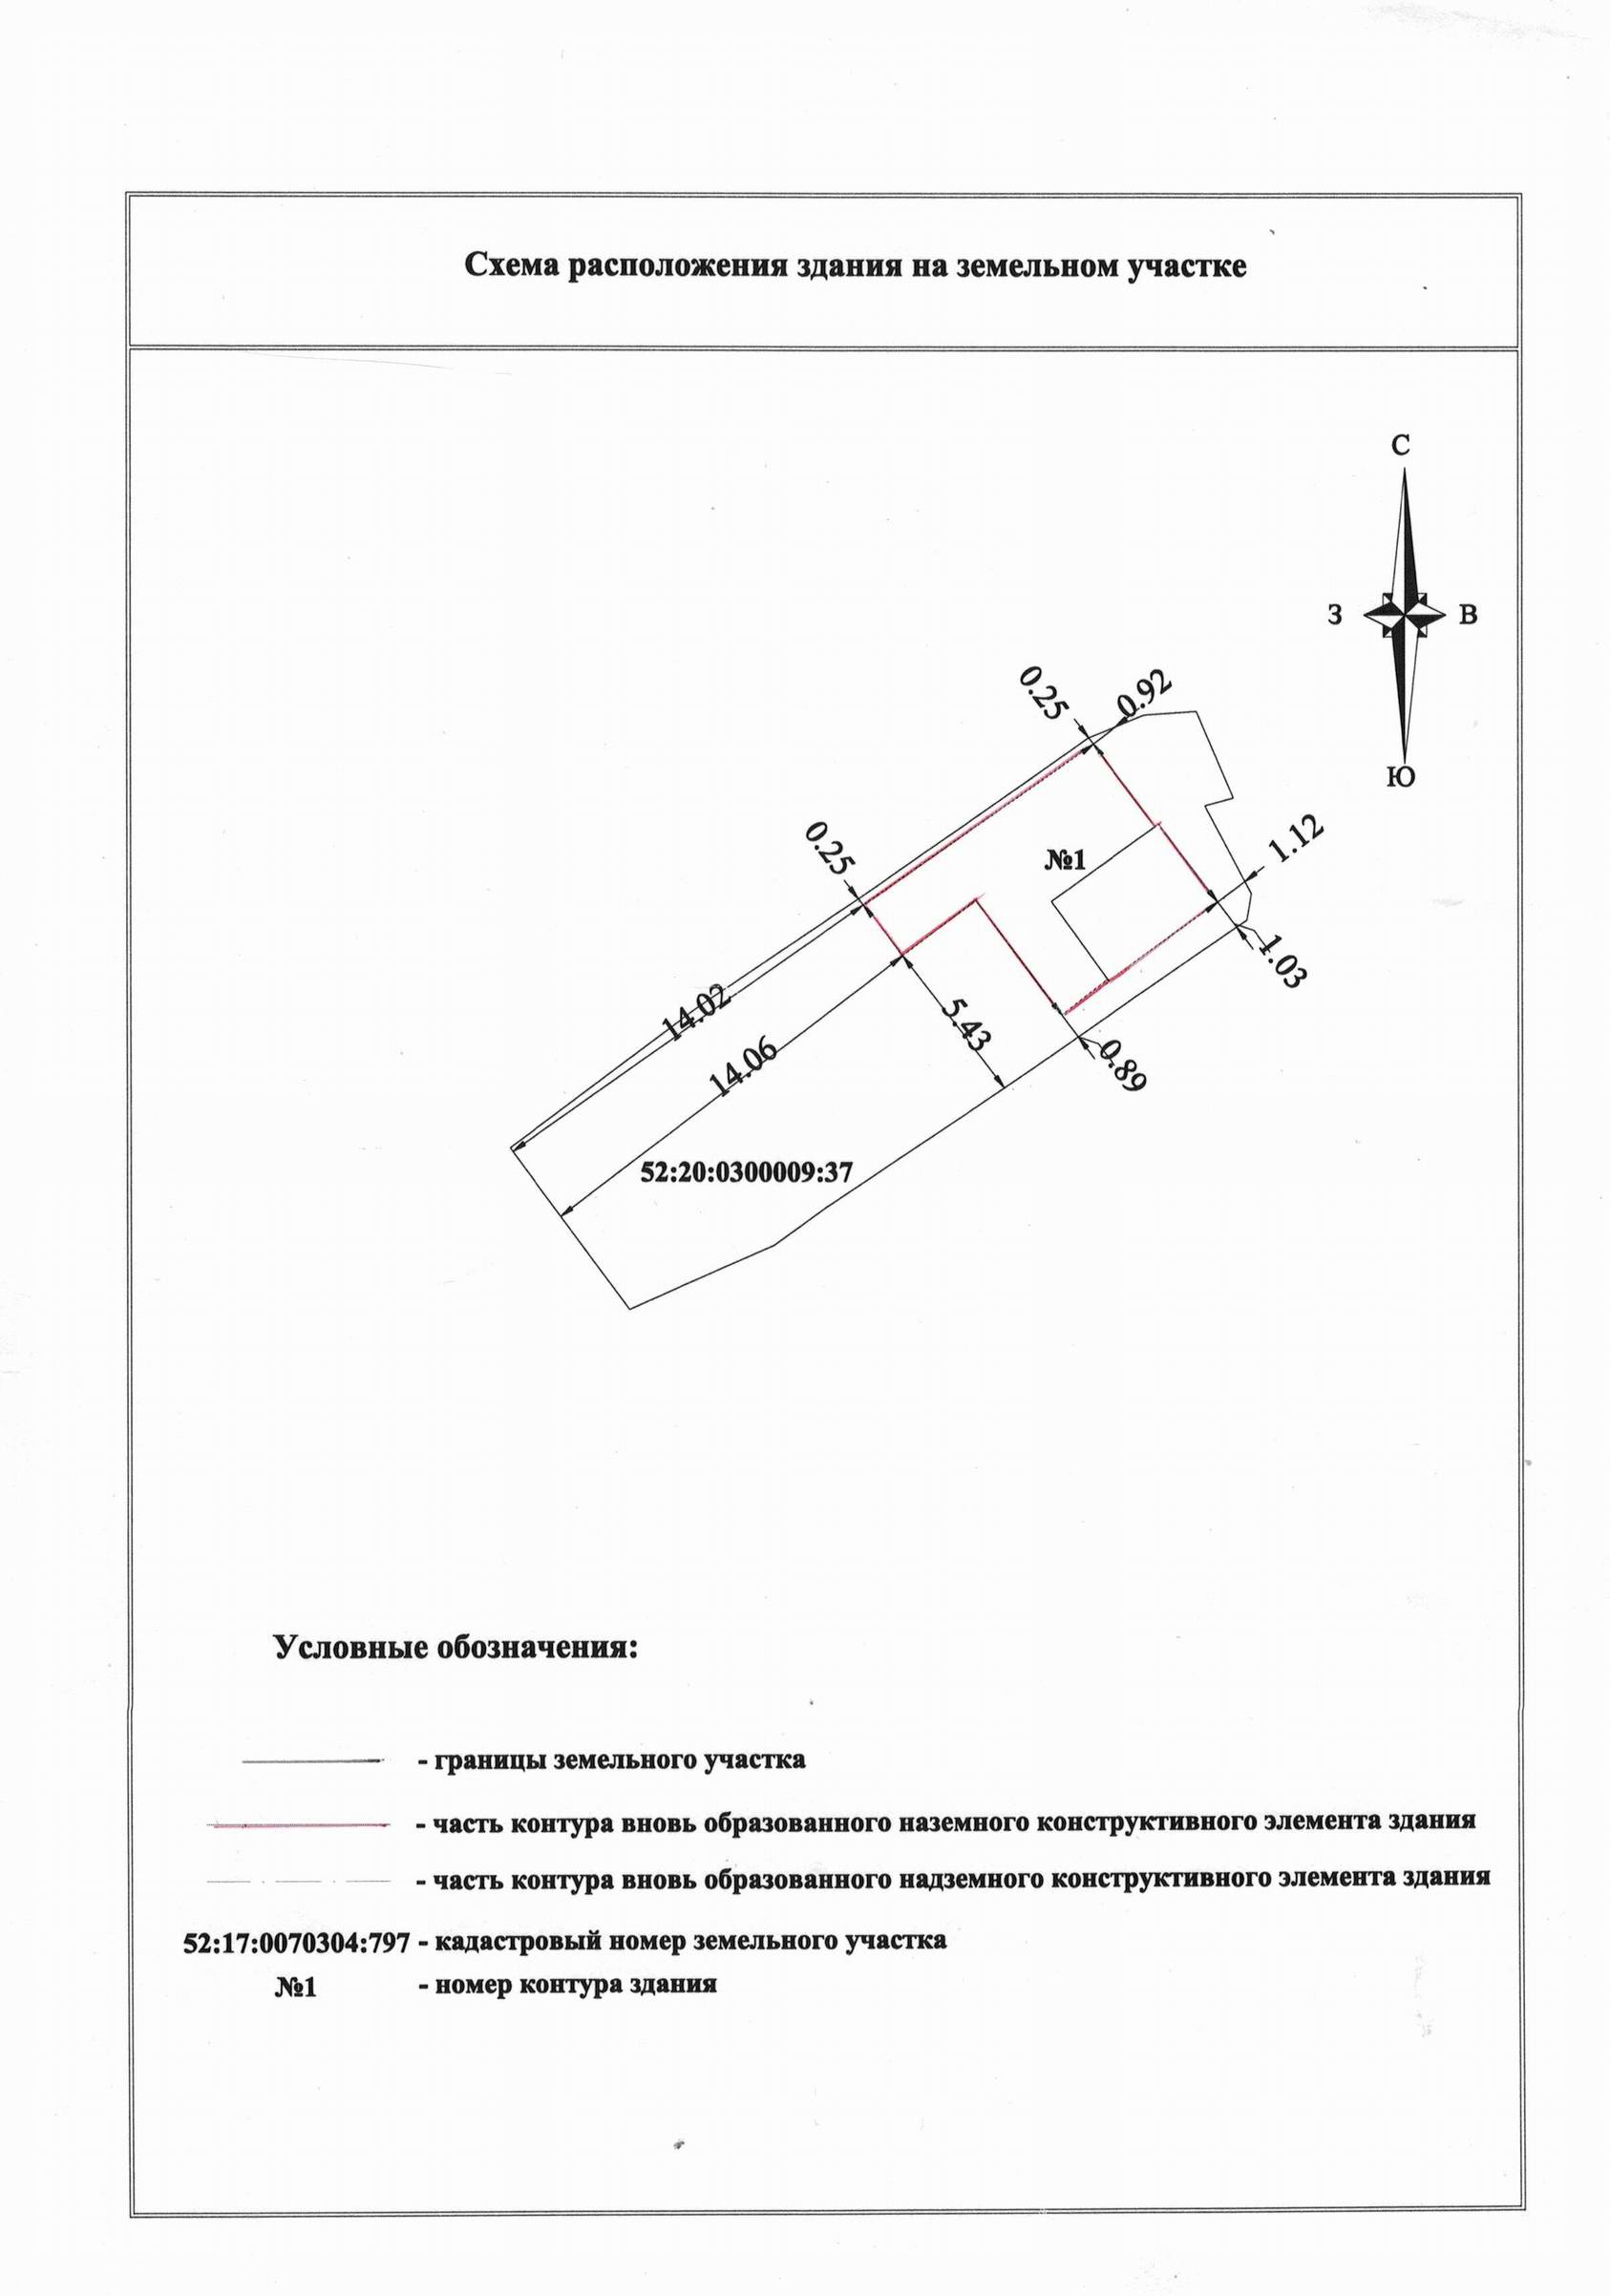 Схема расположения здания на земельном участке
С
З
В
Ю
0.25
0.92
0.25
1.12
№1
1.03
14.02
5.43
14.06
0.89
52:20:0300009:37
Условные обозначения:
- границы земельного участка
- часть контура вновь образованного наземного конструктивного элемента здания
- часть контура вновь образованного надземного конструктивного элемента здания
52:17:0070304:797 - кадастровый номер земельного участка
№1 - номер контура здания